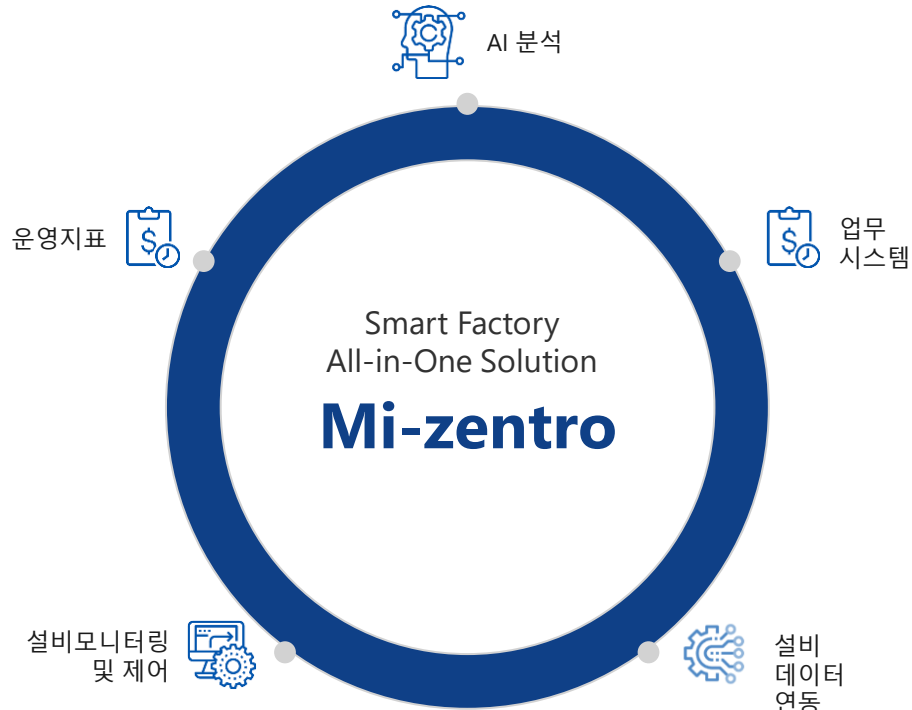 AI 분석
운영지표
업무
시스템
Smart Factory
All-in-One Solution
Mi-zentro
설비모니터링
및 제어
설비
데이터
연동